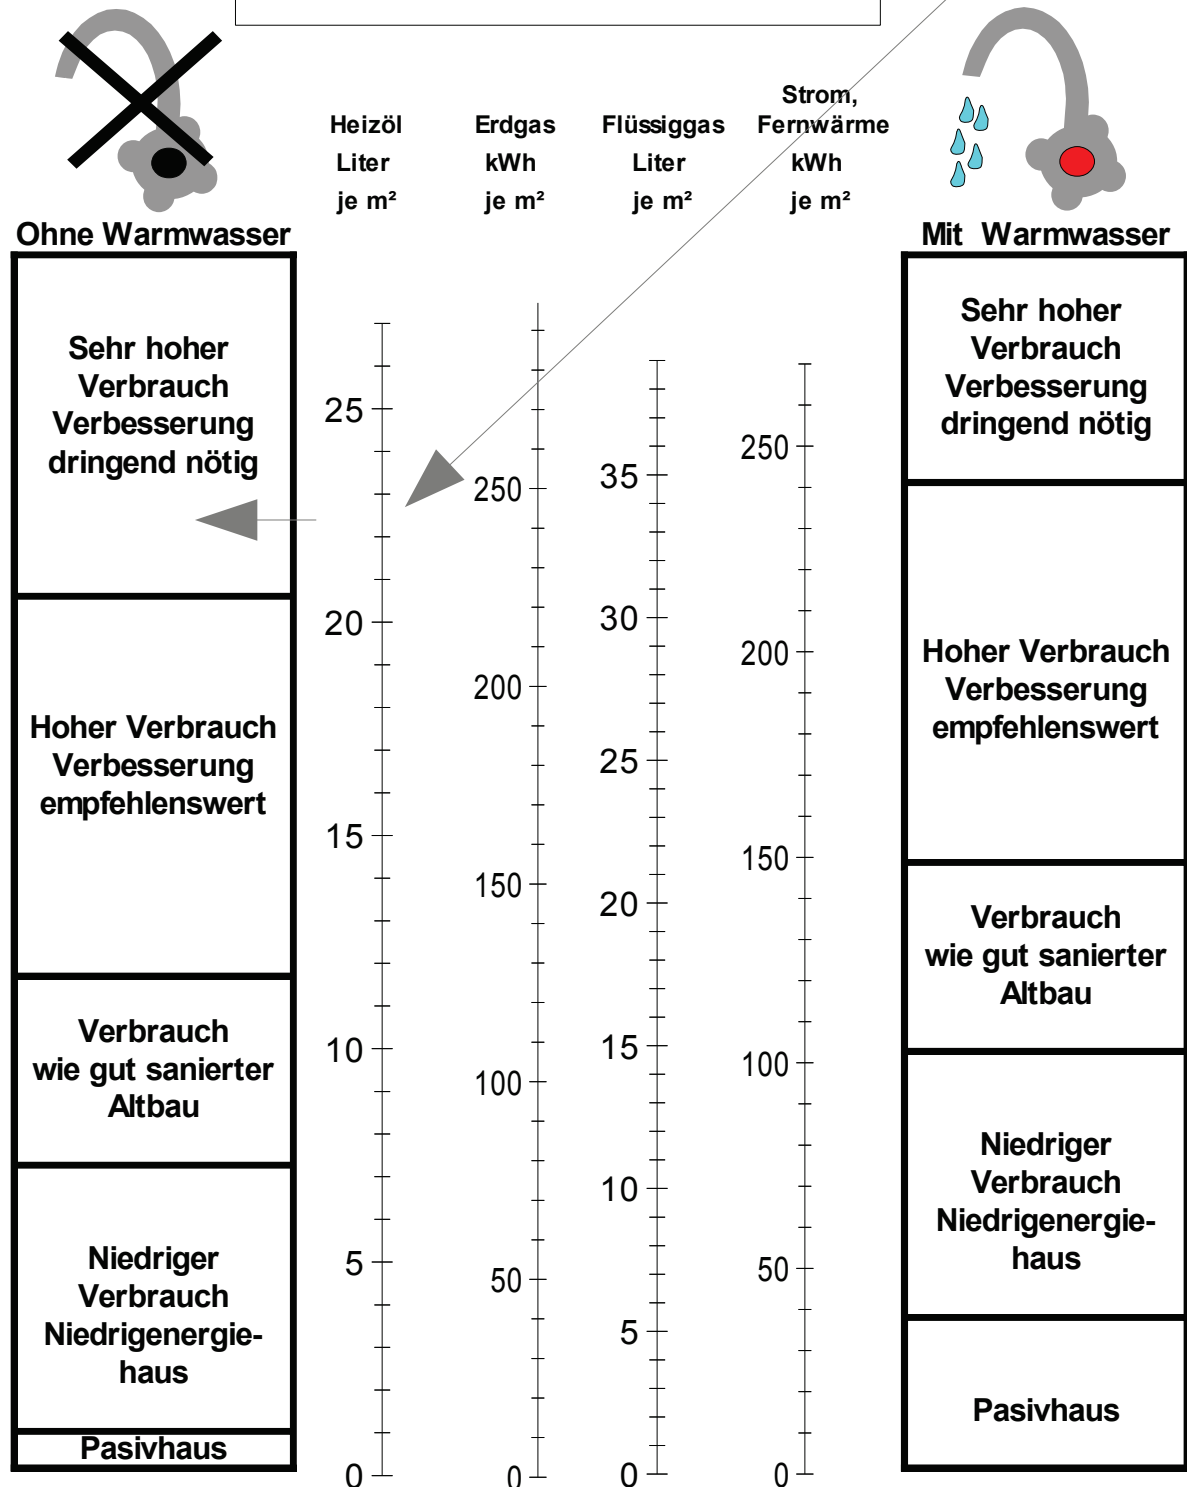 Strom,
Heizöl Erdgas Flüssiggas Fernwärme
Liter kWh Liter kWh
je m² je m² je m² je m²
Ohne Warmwasser
Sehr hoher
Verbrauch
Verbesserung
dringend nötig
Hoher Verbrauch
Verbesserung
empfehlenswert
Verbrauch
wie gut sanierter
Altbau
Niedriger
Verbrauch
Niedrigenergie-
haus
Pasivhaus
25
20
15
10
5
0
250
200
150
100
50
0
35
30
25
20
15
10
5
0
250
200
150
100
50
0
Mit Warmwasser
Sehr hoher
Verbrauch
Verbesserung
dringend nötig
Hoher Verbrauch
Verbesserung
empfehlenswert
Verbrauch
wie gut sanierter
Altbau
Niedriger
Verbrauch
Niedrigenergie-
haus
Pasivhaus